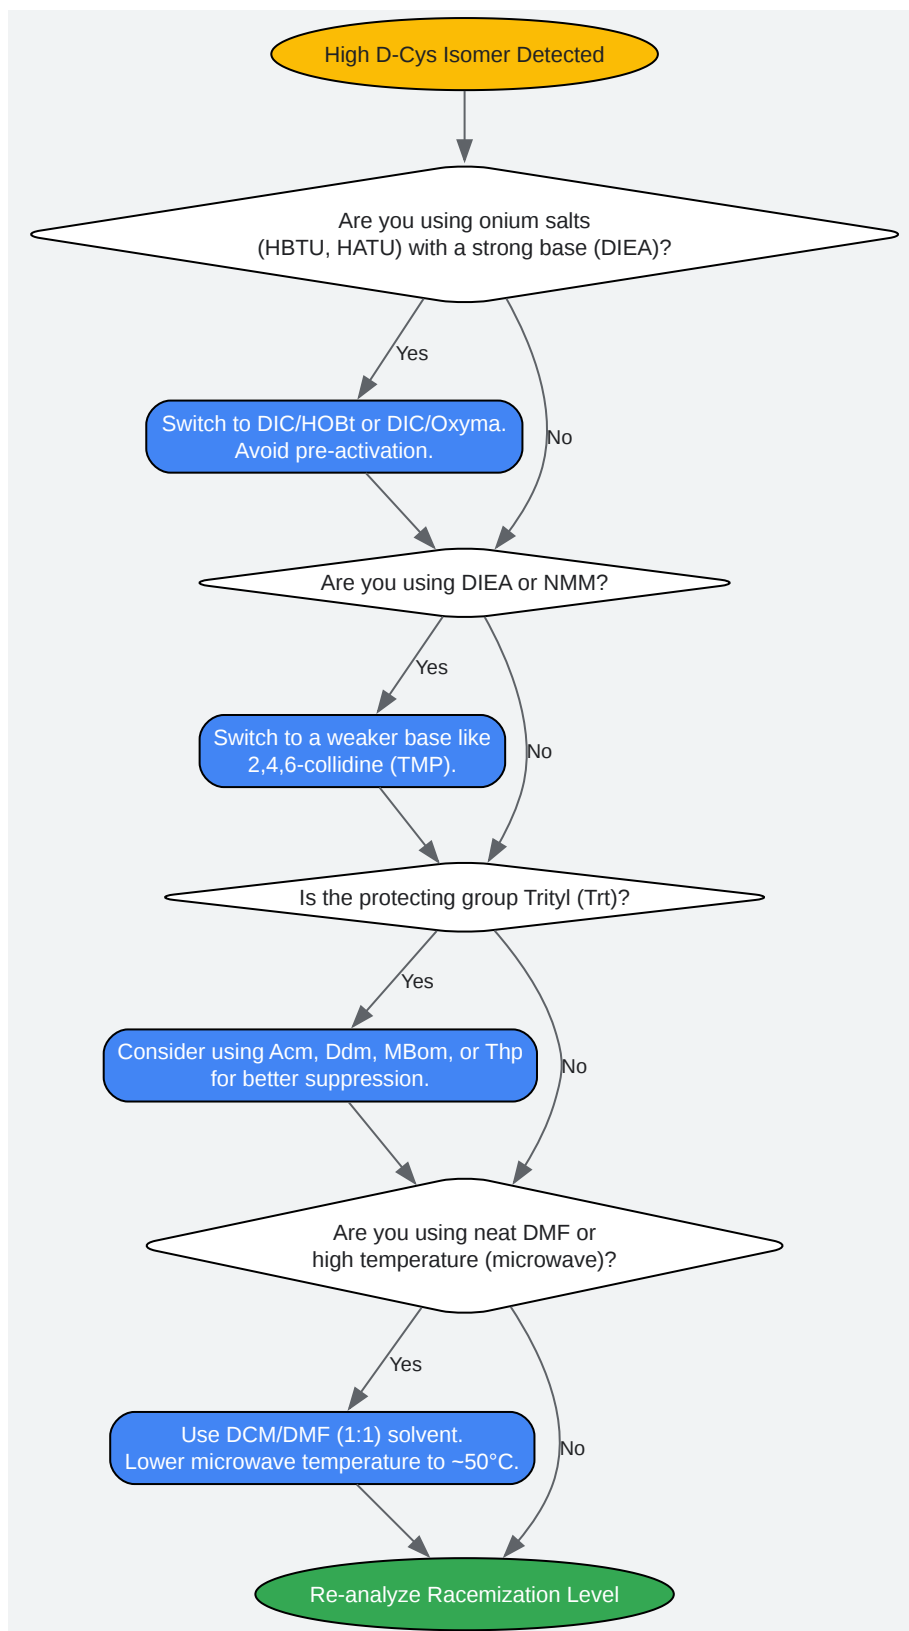 High D-Cys Isomer Detected
Are you using onium salts
(HBTU, HATU) with a strong base (DIEA)?
Yes
Switch to DIC/HOBt or DIC/Oxyma.
Avoid pre-activation.
No
Are you using DIEA or NMM?
Yes
Switch to a weaker base like
2,4,6-collidine (TMP).
No
Is the protecting group Trityl (Trt)?
Yes
Consider using Acm, Ddm, MBom, or Thp
for better suppression.
No
Are you using neat DMF or
high temperature (microwave)?
Yes
Use DCM/DMF (1:1) solvent.
Lower microwave temperature to ~50°C.
No
Re-analyze Racemization Level